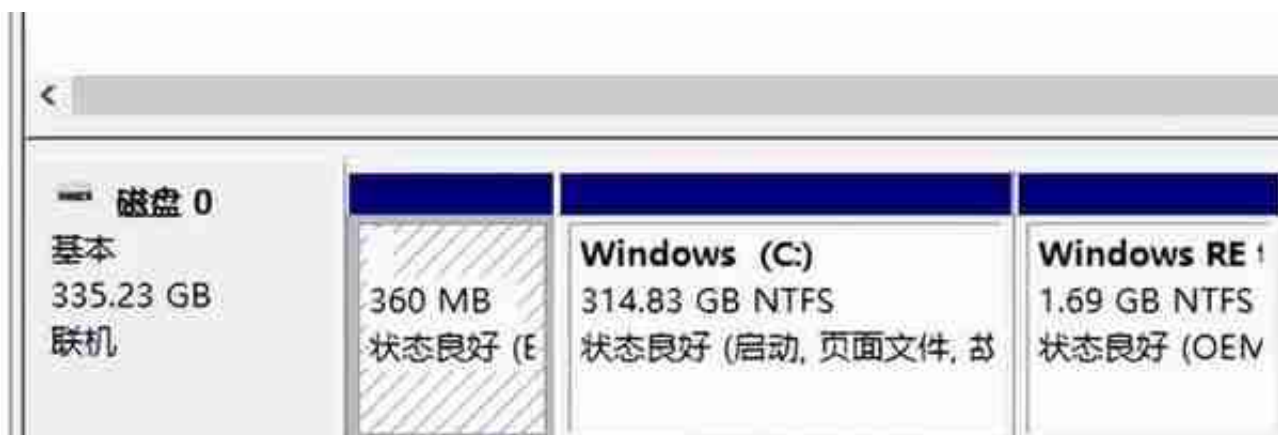 磁盘 0
基本
335.23 GB
联机
360 MB
状态良好 (E
Windows (C:)
314.83 GB NTFS
状态良好 (启动, 页面文件, 故
Windows RE
1.69 GB NTFS
状态良好 (OEM